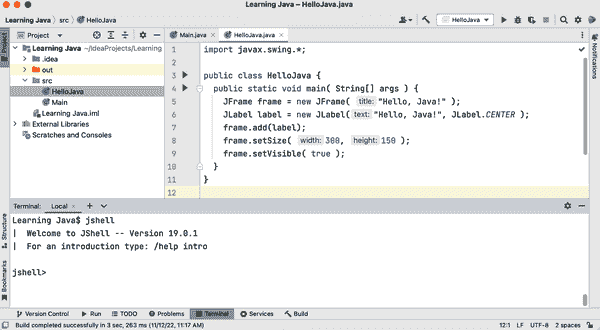 Learning Java – HelloJava.java
Learning Java > src > HelloJava
HelloJava
Project
Main.java
HelloJava.java
Learning Java ~/IdeaProjects/Learning
.idea
out
src
HelloJava
Main
Learning Java.iml
External Libraries
Scratches and Consoles
1 import javax.swing.*;
2
3 public class HelloJava {
4 public static void main( String[] args ) {
5 JFrame frame = new JFrame( title: "Hello, Java!" );
6 JLabel label = new JLabel( text: "Hello, Java!", JLabel.CENTER );
7 frame.add(label);
8 frame.setSize( width: 300, height: 150 );
9 frame.setVisible( true );
10 }
11 }
12
Project
Notifications
Structure
Bookmarks
Terminal: Local
Learning Java$ jshell
| Welcome to JShell -- Version 19.0.1
| For an introduction type: /help intro
jshell>
Version Control Run TODO Problems Terminal Services Build
Build completed successfully in 3 sec, 263 ms (11/12/22, 11:17 AM) 12:1 LF UTF-8 2 spaces